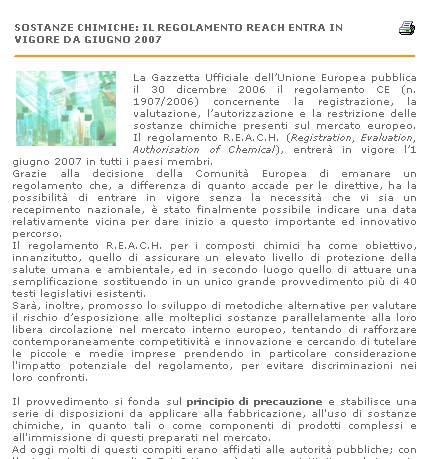 SOSTANZE CHIMICHE: IL REGOLAMENTO REACH ENTRA IN
VIGORE DA GIUGNO 2007
La Gazzetta Ufficiale dell'Unione Europea pubblica
il 30 dicembre 2006 il regolamento CE (n.
1907/2006) concernente la registrazione, la
valutazione, l'autorizzazione e la restrizione delle
sostanze chimiche presenti sul mercato europeo.
Il regolamento R.E.A.C.H. (Registration, Evaluation,
Authorisation of Chemical), entrerà in vigore l'1
giugno 2007 in tutti i paesi membri.
Grazie alla decisione della Comunità Europea di emanare un
regolamento che, a differenza di quanto accade per le direttive, ha la
possibilità di entrare in vigore senza la necessità che vi sia un
recepimento nazionale, è stato finalmente possibile indicare una data
relativamente vicina per dare inizio a questo importante ed innovativo
percorso.
Il regolamento R.E.A.C.H. per i composti chimici ha come obiettivo,
innanzitutto, quello di assicurare un elevato livello di protezione della
salute umana e ambientale, ed in secondo luogo quello di attuare una
semplificazione sostituendo in un unico grande provvedimento più di 40
testi legislativi esistenti.
Sarà, inoltre, promosso lo sviluppo di metodiche alternative per valutare
il rischio d'esposizione alle molteplici sostanze parallelamente alla loro
libera circolazione nel mercato interno europeo, tentando di rafforzare
contemporaneamente competitività e innovazione e cercando di tutelare
le piccole e medie imprese prendendo in particolare considerazione
l'impatto potenziale del regolamento, per evitare discriminazioni nei
loro confronti.
Il provvedimento si fonda sul principio di precauzione e stabilisce una
serie di disposizioni da applicare alla fabbricazione, all'uso di sostanze
chimiche, in quanto tali o come componenti di prodotti complessi e
all'immissione di questi preparati nel mercato.
Ad oggi molti di questi compiti erano affidati alle autorità pubbliche; con